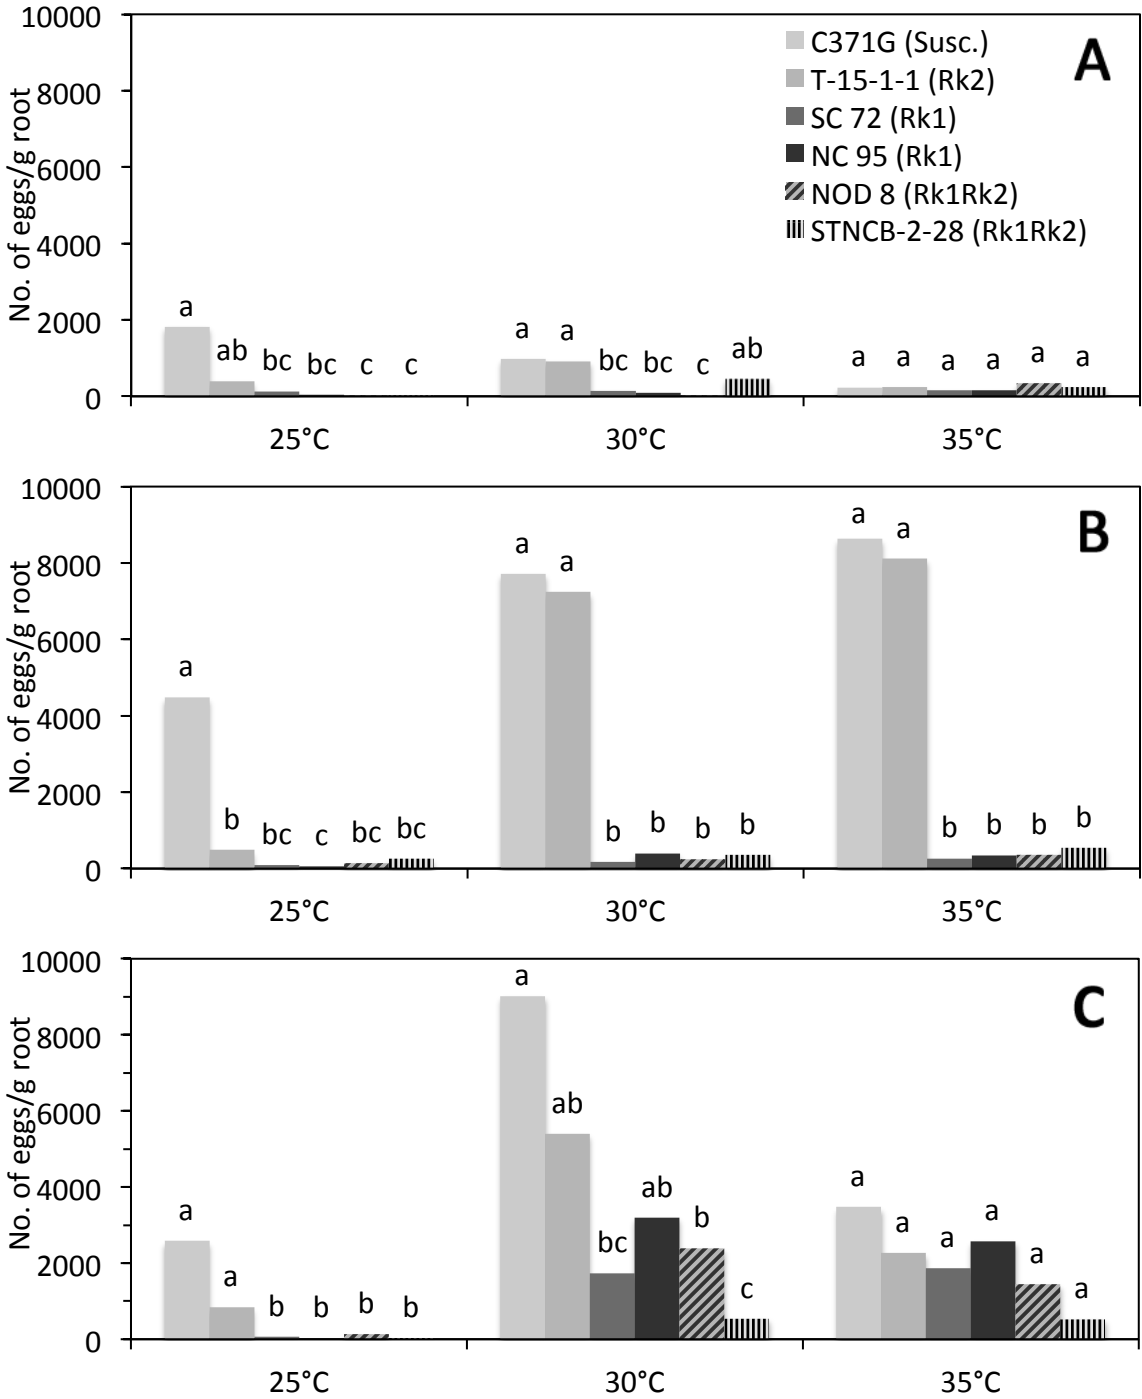 10000
8000
6000
4000
2000
0
No. of eggs/g root
C371G (Susc.)
T-15-1-1 (Rk2)
SC 72 (Rk1)
NC 95 (Rk1)
NOD 8 (Rk1Rk2)
STNCB-2-28 (Rk1Rk2)
A
a ab bc bc c c
a a bc bc c ab
a a a a a a
25°C 30°C 35°C
10000
8000
6000
4000
2000
0
No. of eggs/g root
B
a b bc c bc bc
a a b b b b
a a b b b b
25°C 30°C 35°C
10000
8000
6000
4000
2000
0
No. of eggs/g root
C
a a b b b b
a ab bc ab b c
a a a a a a
25°C 30°C 35°C